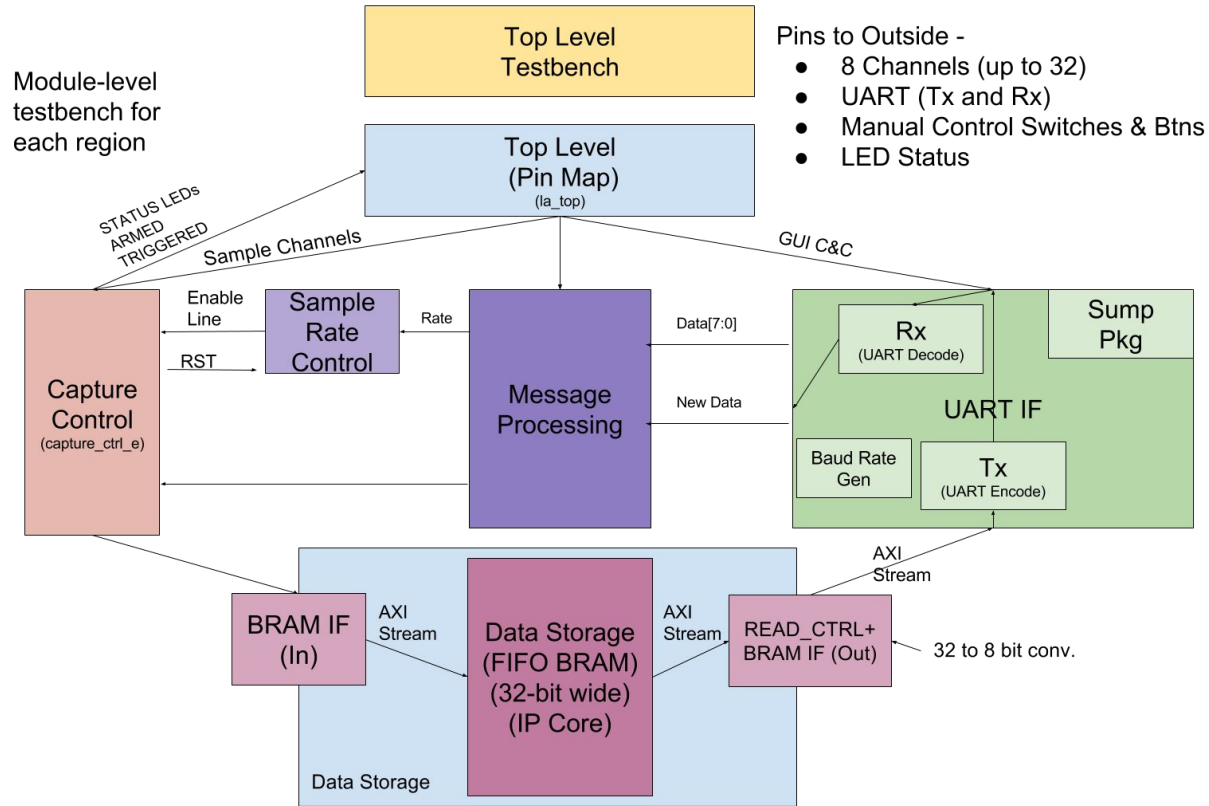 Top Level
Testbench
Pins to Outside -
● 8 Channels (up to 32)
● UART (Tx and Rx)
● Manual Control Switches & Btns
● LED Status
Module-level
testbench for
each region
Top Level
(Pin Map)
(la_top)
STATUS LEDs
ARMED
TRIGGERED
Sample Channels
GUI C&C
Capture
Control
(capture_ctrl_e)
Enable
Line
RST
Sample
Rate
Control
Rate
Message
Processing
Data[7:0]
New Data
Rx
(UART Decode)
Sump
Pkg
UART IF
Baud Rate
Gen
Tx
(UART Encode)
BRAM IF
(In)
AXI
Stream
Data Storage
(FIFO BRAM)
(32-bit wide)
(IP Core)
AXI
Stream
READ_CTRL+
BRAM IF (Out)
AXI
Stream
32 to 8 bit conv.
Data Storage